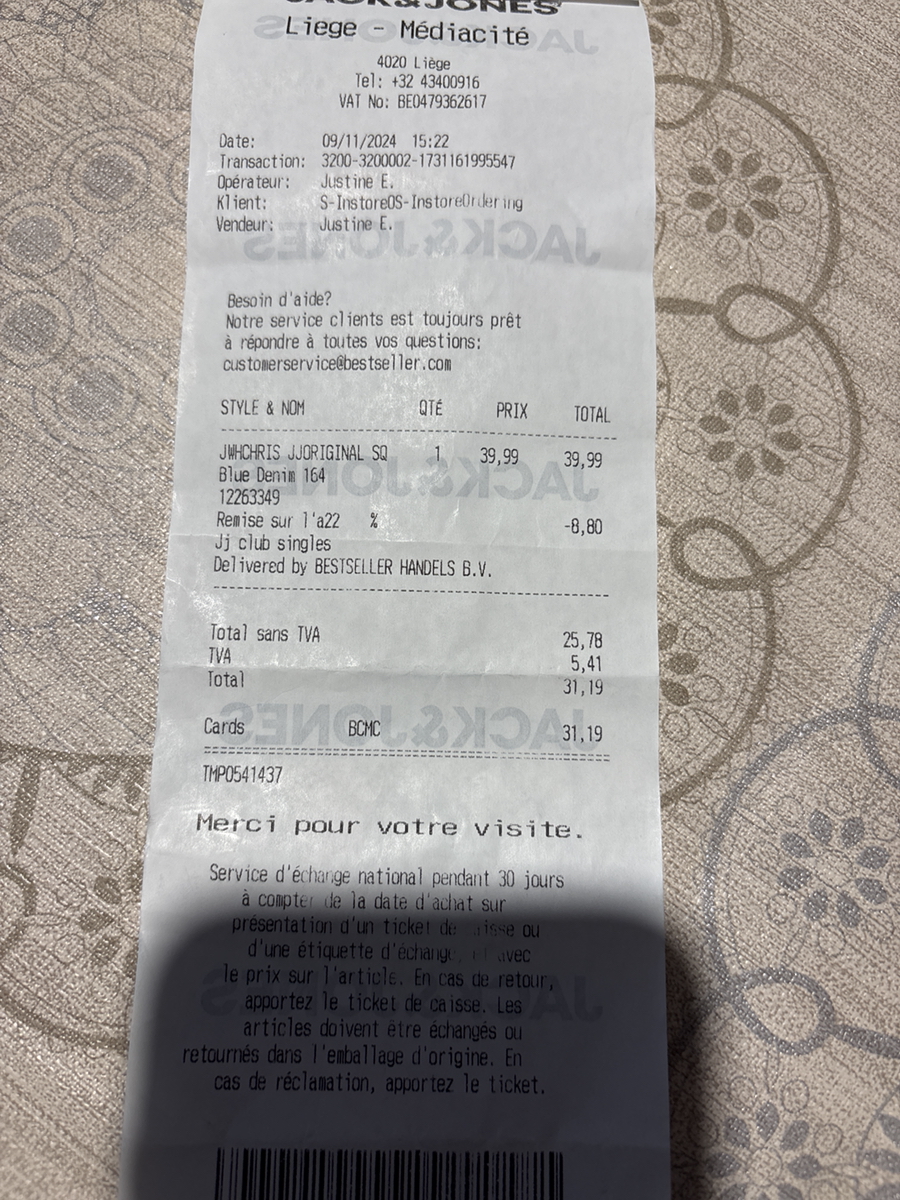 JACK&JONES
Liege - Médiacité
4020 Liège
Tel: +32 43400916
VAT No: BE0479362617
Date: 09/11/2024 15:22
Transaction: 3200-3200002-1731161995547
Opérateur: Justine E.
Klient: S-InstoreOS-InstoreOrdering
Vendeur: Justine E.
Besoin d'aide?
Notre service clients est toujours prêt
à répondre à toutes vos questions:
customerservice@bestseller.com
STYLE & NOM QTÉ PRIX TOTAL
JWHCHRIS JJORIGINAL SQ 1 39,99 39,99
Blue Denim 164
12263349
Remise sur l'a22 % -8,80
Jj club singles
Delivered by BESTSELLER HANDELS B.V.
Total sans TVA 25,78
TVA 5,41
Total 31,19
Cards BCMC 31,19
TMP0541437
Merci pour votre visite.
Service d'échange national pendant 30 jours
à compter de la date d'achat sur
présentation d'un ticket de caisse ou
d'une étiquette d'échange, et avec
le prix sur l'article. En cas de retour,
apportez le ticket de caisse. Les
articles doivent être échangés ou
retournés dans l'emballage d'origine. En
cas de réclamation, apportez le ticket.